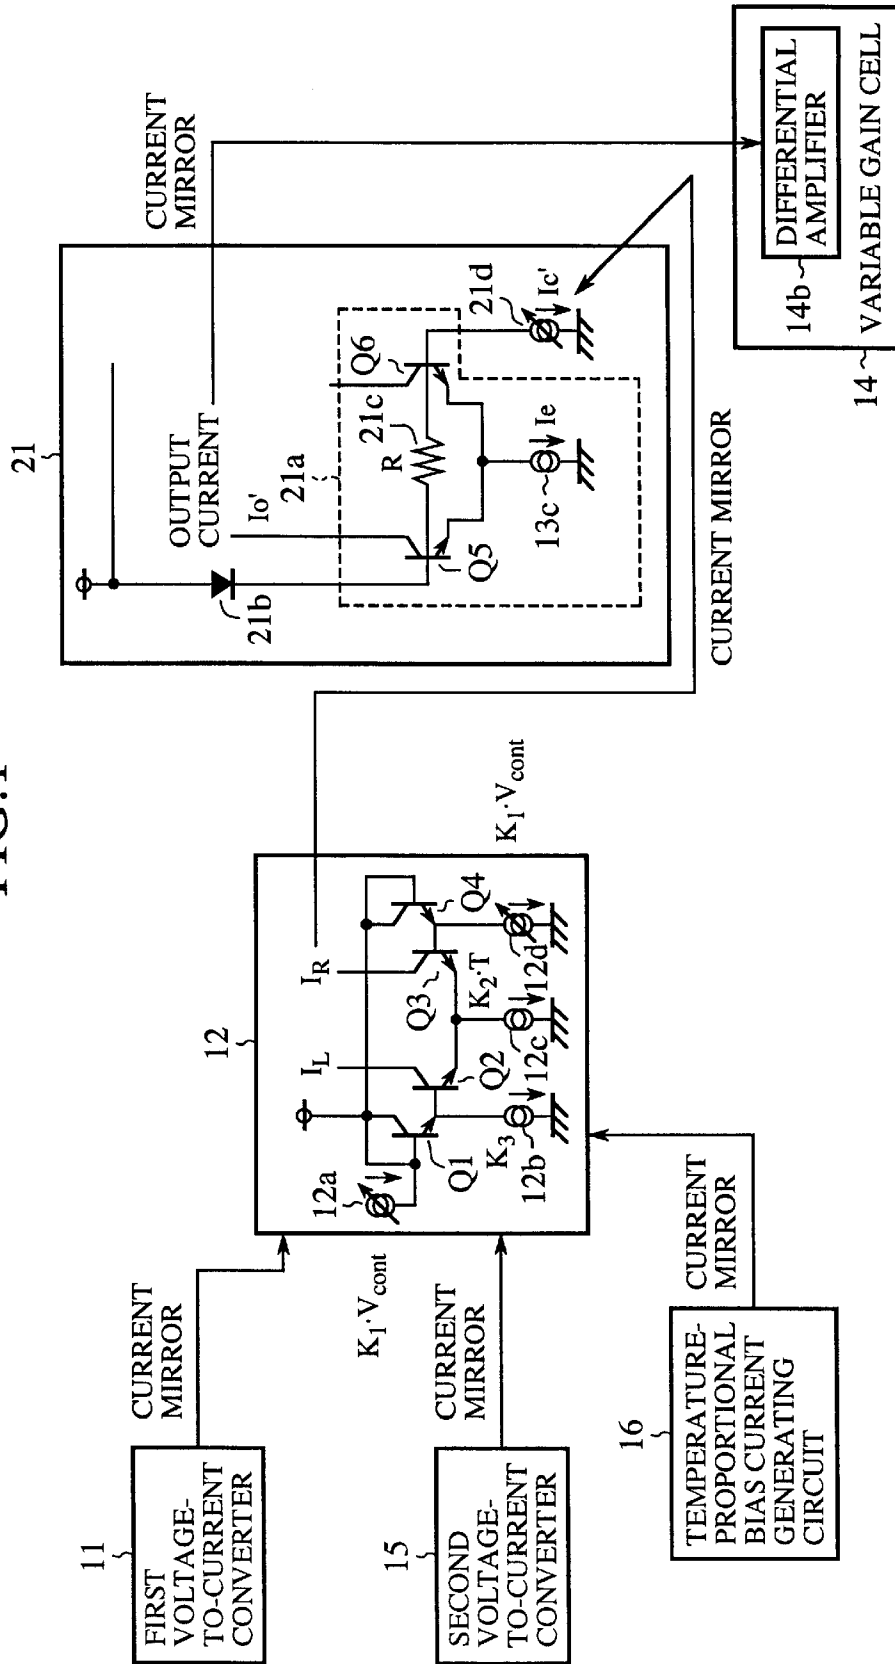 FIG.1
11
FIRST
VOLTAGE-
TO-CURRENT
CONVERTER
CURRENT
MIRROR
15
SECOND
VOLTAGE-
TO-CURRENT
CONVERTER
CURRENT
MIRROR
16
TEMPERATURE-
PROPORTIONAL
BIAS CURRENT
GENERATING
CIRCUIT
CURRENT
MIRROR
12
K1·Vcont
12a
IL
IR
Q1
Q2
Q3
Q4
K3
12b
K2·T
12c
12d
K1·Vcont
CURRENT MIRROR
21
OUTPUT
CURRENT
Io'
21b
21a
21c
R
Q5
Q6
13c
Ie
21d
Ic'
CURRENT
MIRROR
14
14b
DIFFERENTIAL
AMPLIFIER
VARIABLE GAIN CELL